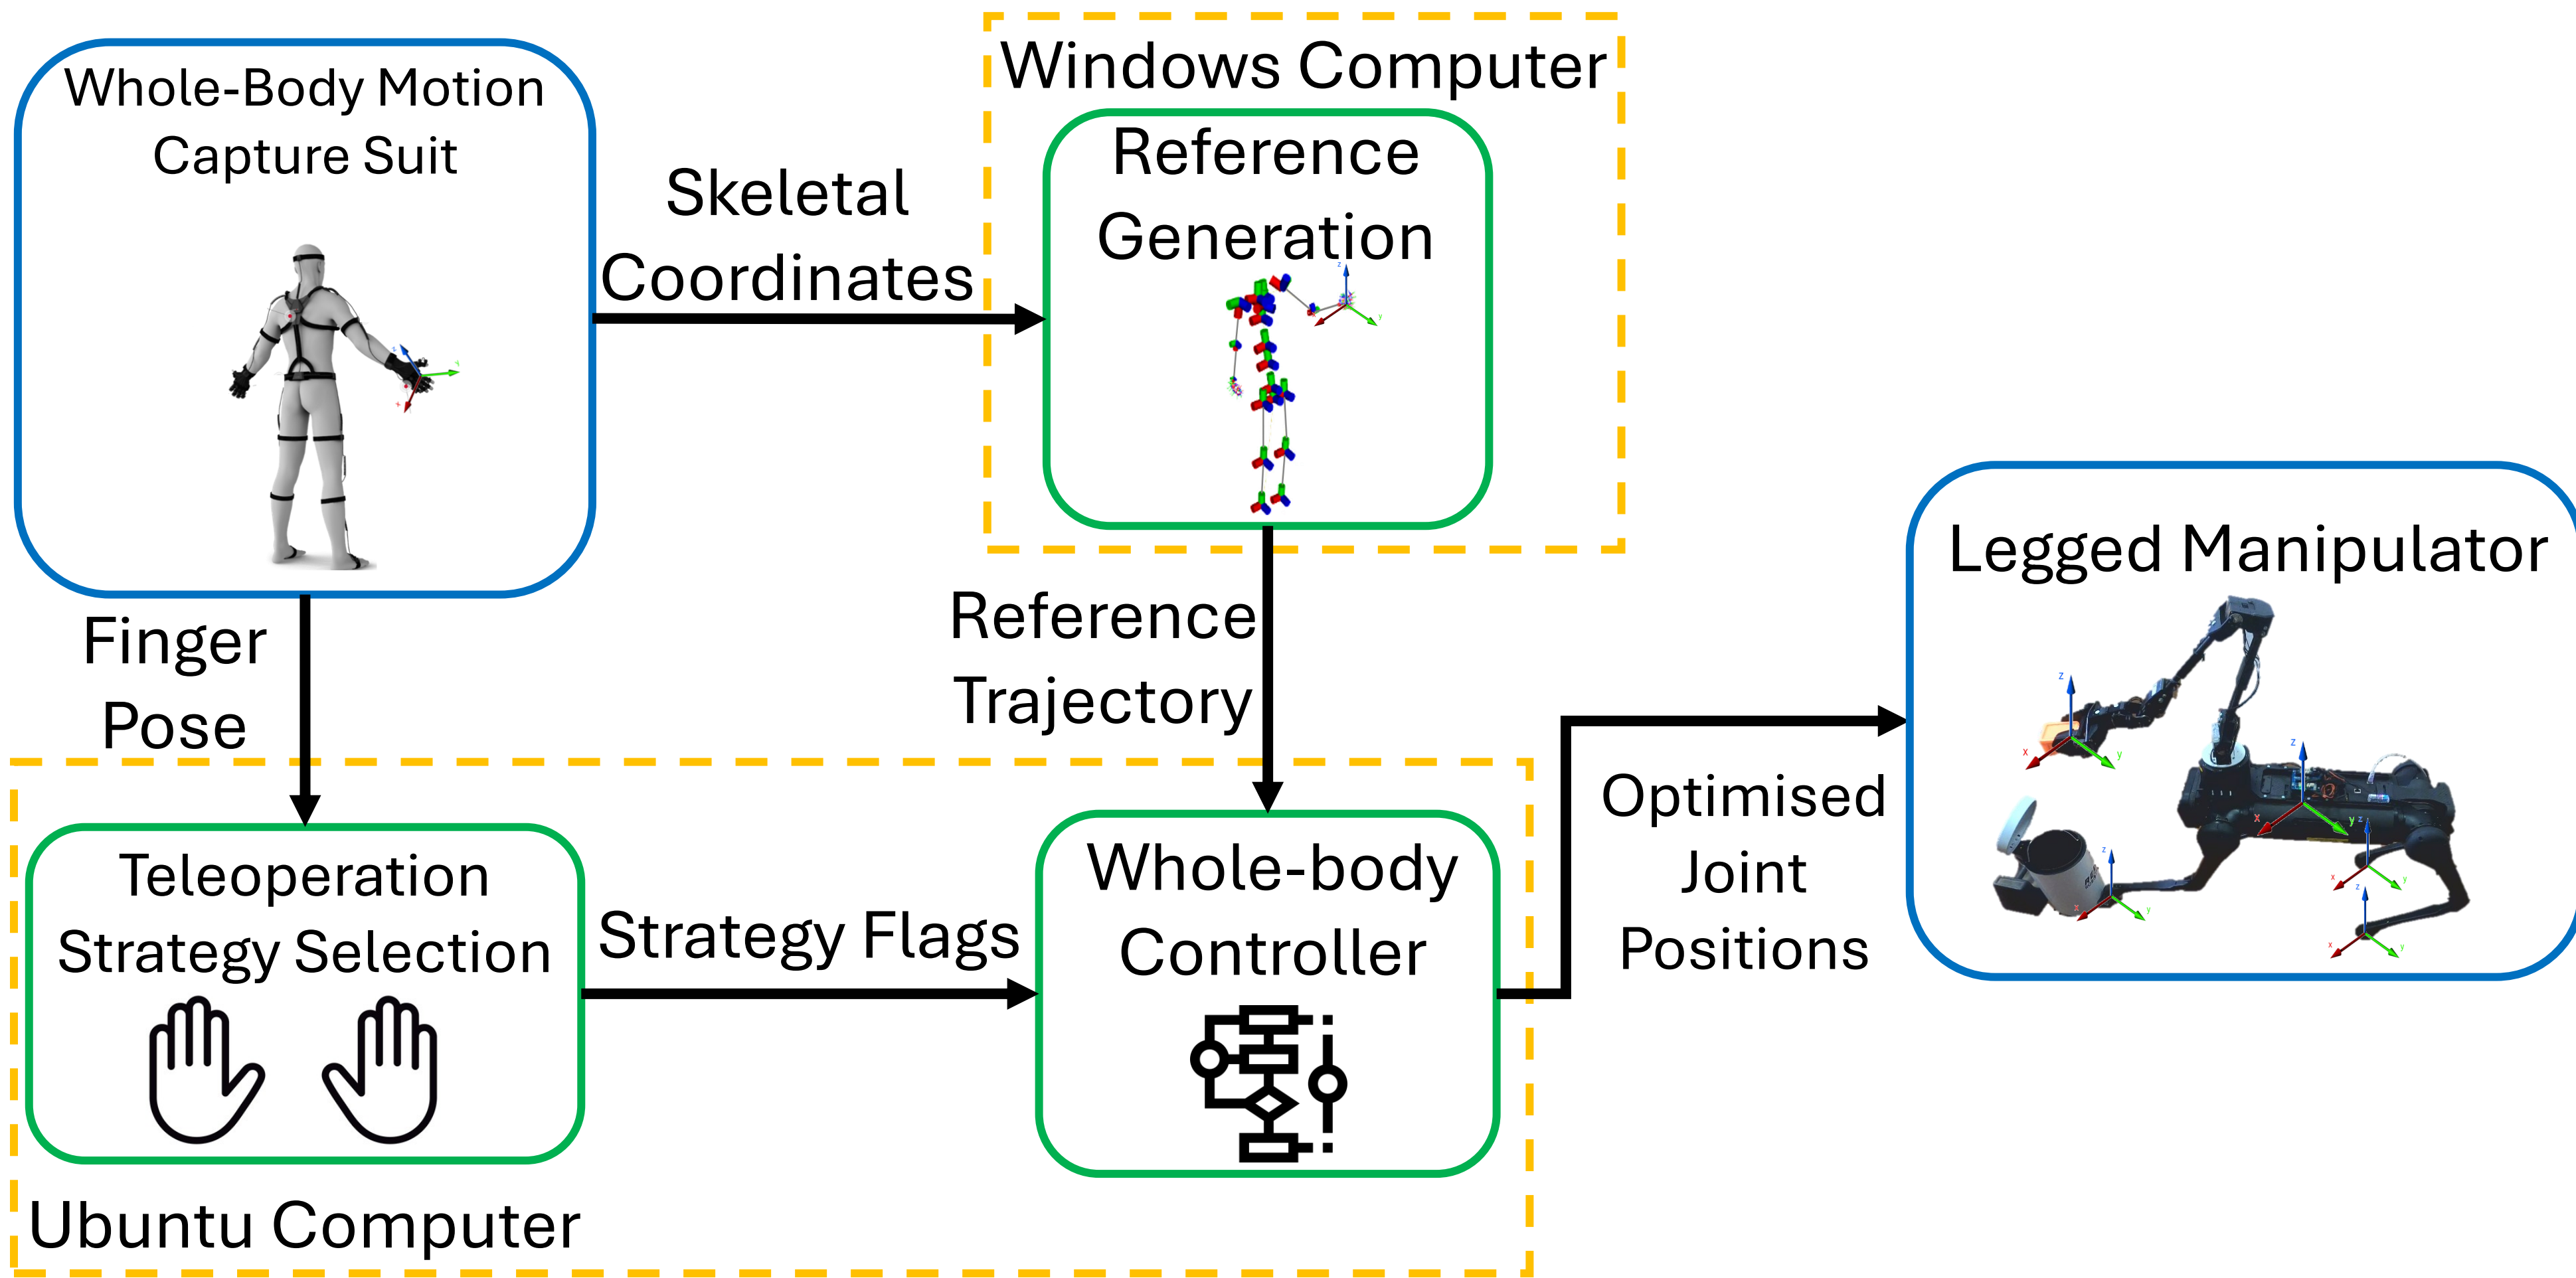 Whole-Body Motion
Capture Suit
Skeletal
Coordinates
Windows Computer
Reference
Generation
Finger
Pose
Reference
Trajectory
Teleoperation
Strategy Selection
Strategy Flags
Whole-body
Controller
Ubuntu Computer
Optimised
Joint
Positions
Legged Manipulator
z
x
y
z
x
y
z
x
y
z
x
y
z
x
y